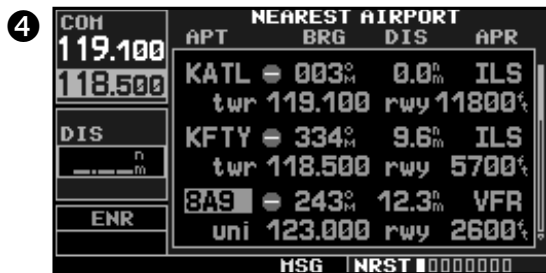 4
COM
119.100
118.500
DIS
_._ _ nm
ENR
NEAREST AIRPORT
APT BRG DIS APR
KATL 003°M 0.0nm ILS
twr 119.100 rwy 11800ft
KFTY 334°M 9.6nm ILS
twr 118.500 rwy 5700ft
8A9 243°M 12.3nm VFR
uni 123.000 rwy 2600ft
MSG NRST